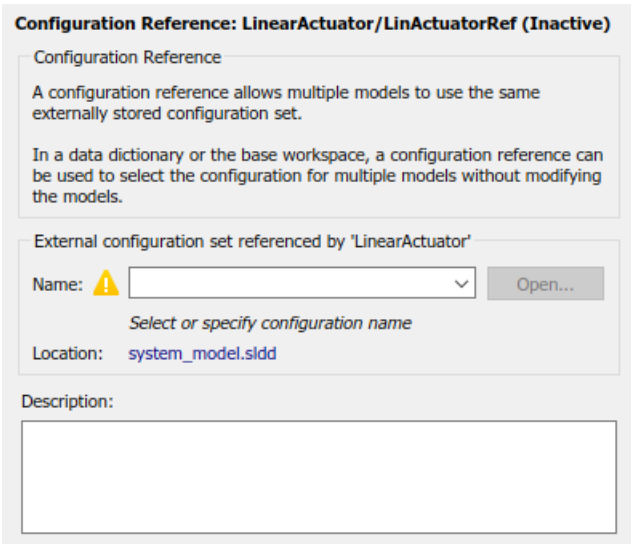 Configuration Reference: LinearActuator/LinActuatorRef (Inactive)
Configuration Reference
A configuration reference allows multiple models to use the same
externally stored configuration set.
In a data dictionary or the base workspace, a configuration reference can
be used to select the configuration for multiple models without modifying
the models.
External configuration set referenced by 'LinearActuator'
Name:
Open...
Select or specify configuration name
Location: system_model.sldd
Description: